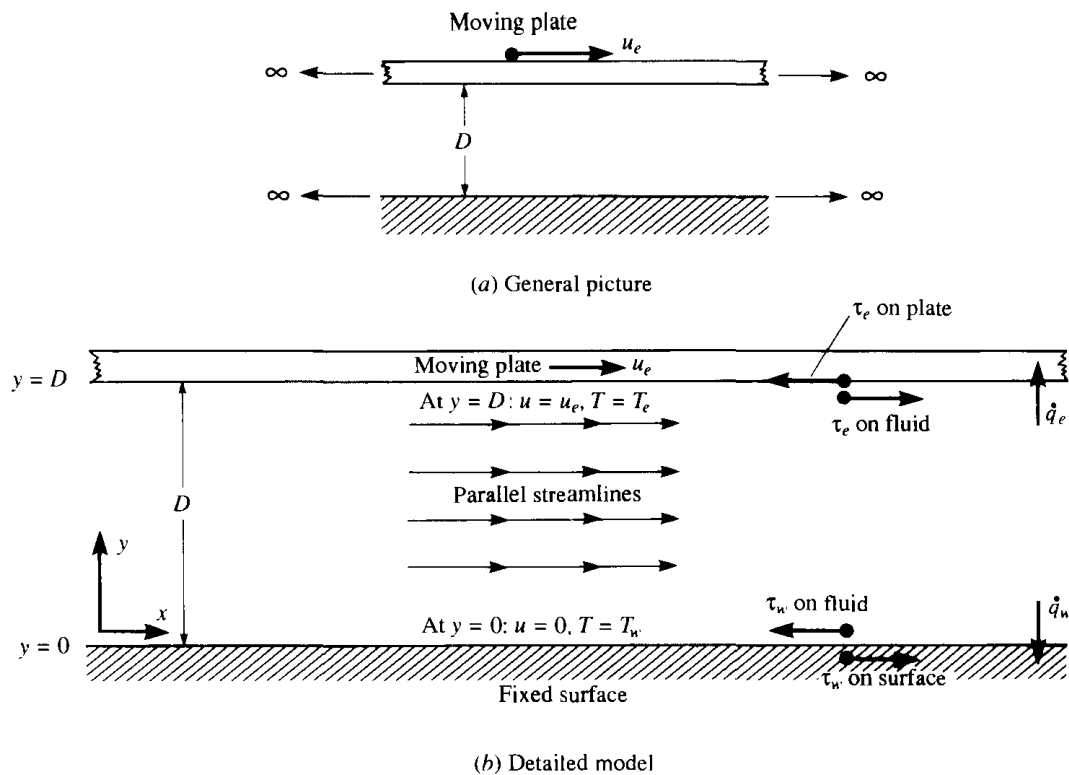 Moving plate
u_e
∞ ∞
D
∞ ∞
(a) General picture
τ_e on plate
Moving plate u_e
y = D
At y = D: u = u_e, T = T_e
τ_e on fluid
q̇_e
Parallel streamlines
D
y
x
τ_w on fluid
q̇_w
At y = 0: u = 0, T = T_w
y = 0
τ_w on surface
Fixed surface
(b) Detailed model